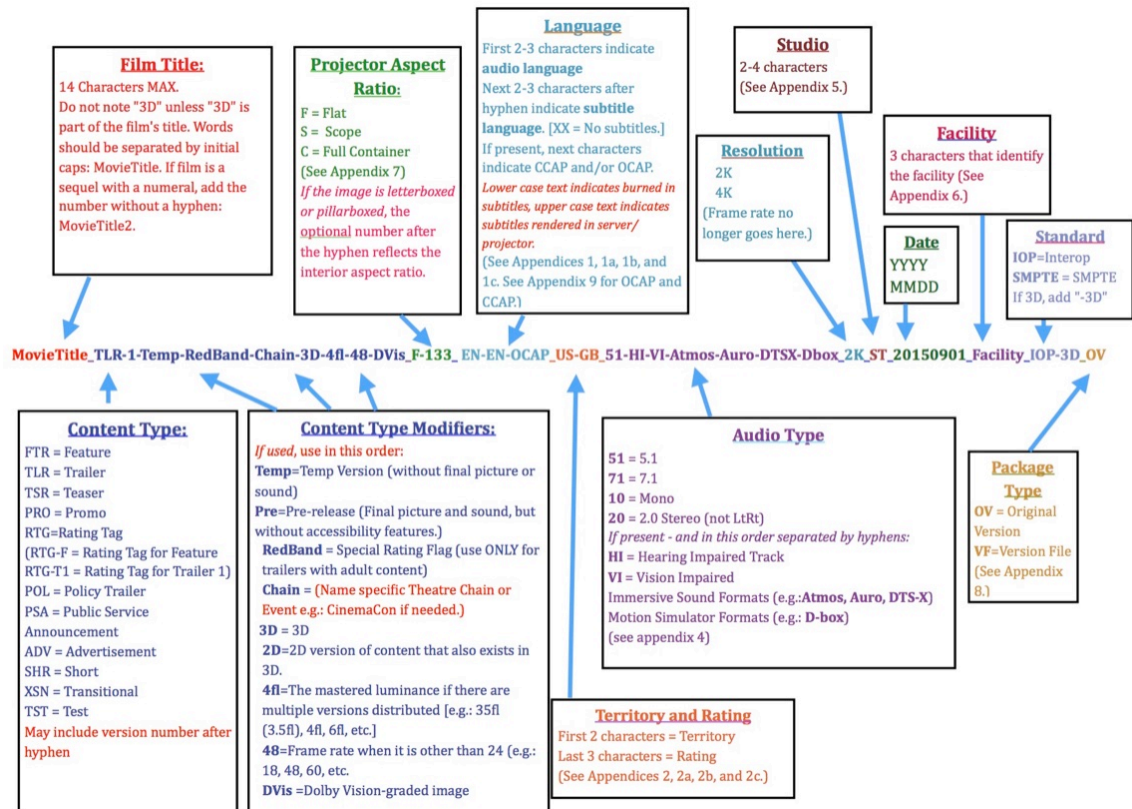 Film Title:
14 Characters MAX.
Do not note "3D" unless "3D" is
part of the film's title. Words
should be separated by initial
caps: MovieTitle. If film is a
sequel with a numeral, add the
number without a hyphen:
MovieTitle2.
Projector Aspect
Ratio:
F = Flat
S = Scope
C = Full Container
(See Appendix 7)
If the image is letterboxed
or pillarboxed, the
optional number after
the hyphen reflects the
interior aspect ratio.
Language
First 2-3 characters indicate
audio language
Next 2-3 characters after
hyphen indicate subtitle
language. [XX = No subtitles.]
If present, next characters
indicate CCAP and/or OCAP.
Lower case text indicates burned in
subtitles, upper case text indicates
subtitles rendered in server/
projector.
(See Appendices 1, 1a, 1b, and
1c. See Appendix 9 for OCAP and
CCAP.)
Studio
2-4 characters
(See Appendix 5.)
Resolution
2K
4K
(Frame rate no
longer goes here.)
Facility
3 characters that identify
the facility (See
Appendix 6.)
Date
YYYY
MMDD
Standard
IOP=Interop
SMPTE = SMPTE
If 3D, add "-3D"
MovieTitle_TLR-1-Temp-RedBand-Chain-3D-4fl-48-DVis_F-133_ EN-EN-OCAP_US-GB_51-HI-VI-Atmos-Auro-DTSX-Dbox_2K_ST_20150901_Facility_IOP-3D_OV
Content Type:
FTR = Feature
TLR = Trailer
TSR = Teaser
PRO = Promo
RTG=Rating Tag
(RTG-F = Rating Tag for Feature
RTG-T1 = Rating Tag for Trailer 1)
POL = Policy Trailer
PSA = Public Service
Announcement
ADV = Advertisement
SHR = Short
XSN = Transitional
TST = Test
May include version number after
hyphen
Content Type Modifiers:
If used, use in this order:
Temp=Temp Version (without final picture or
sound)
Pre=Pre-release (Final picture and sound, but
without accessibility features.)
RedBand = Special Rating Flag (use ONLY for
trailers with adult content)
Chain = (Name specific Theatre Chain or
Event e.g.: CinemaCon if needed.)
3D = 3D
2D=2D version of content that also exists in
3D.
4fl=The mastered luminance if there are
multiple versions distributed [e.g.: 35fl
(3.5fl), 4fl, 6fl, etc.]
48=Frame rate when it is other than 24 (e.g.:
18, 48, 60, etc.
DVis =Dolby Vision-graded image
Audio Type
51 = 5.1
71 = 7.1
10 = Mono
20 = 2.0 Stereo (not LtRt)
If present - and in this order separated by hyphens:
HI = Hearing Impaired Track
VI = Vision Impaired
Immersive Sound Formats (e.g.:Atmos, Auro, DTS-X)
Motion Simulator Formats (e.g.: D-box)
(see appendix 4)
Package
Type
OV = Original
Version
VF=Version File
(See Appendix
8.)
Territory and Rating
First 2 characters = Territory
Last 3 characters = Rating
(See Appendices 2, 2a, 2b, and 2c.)